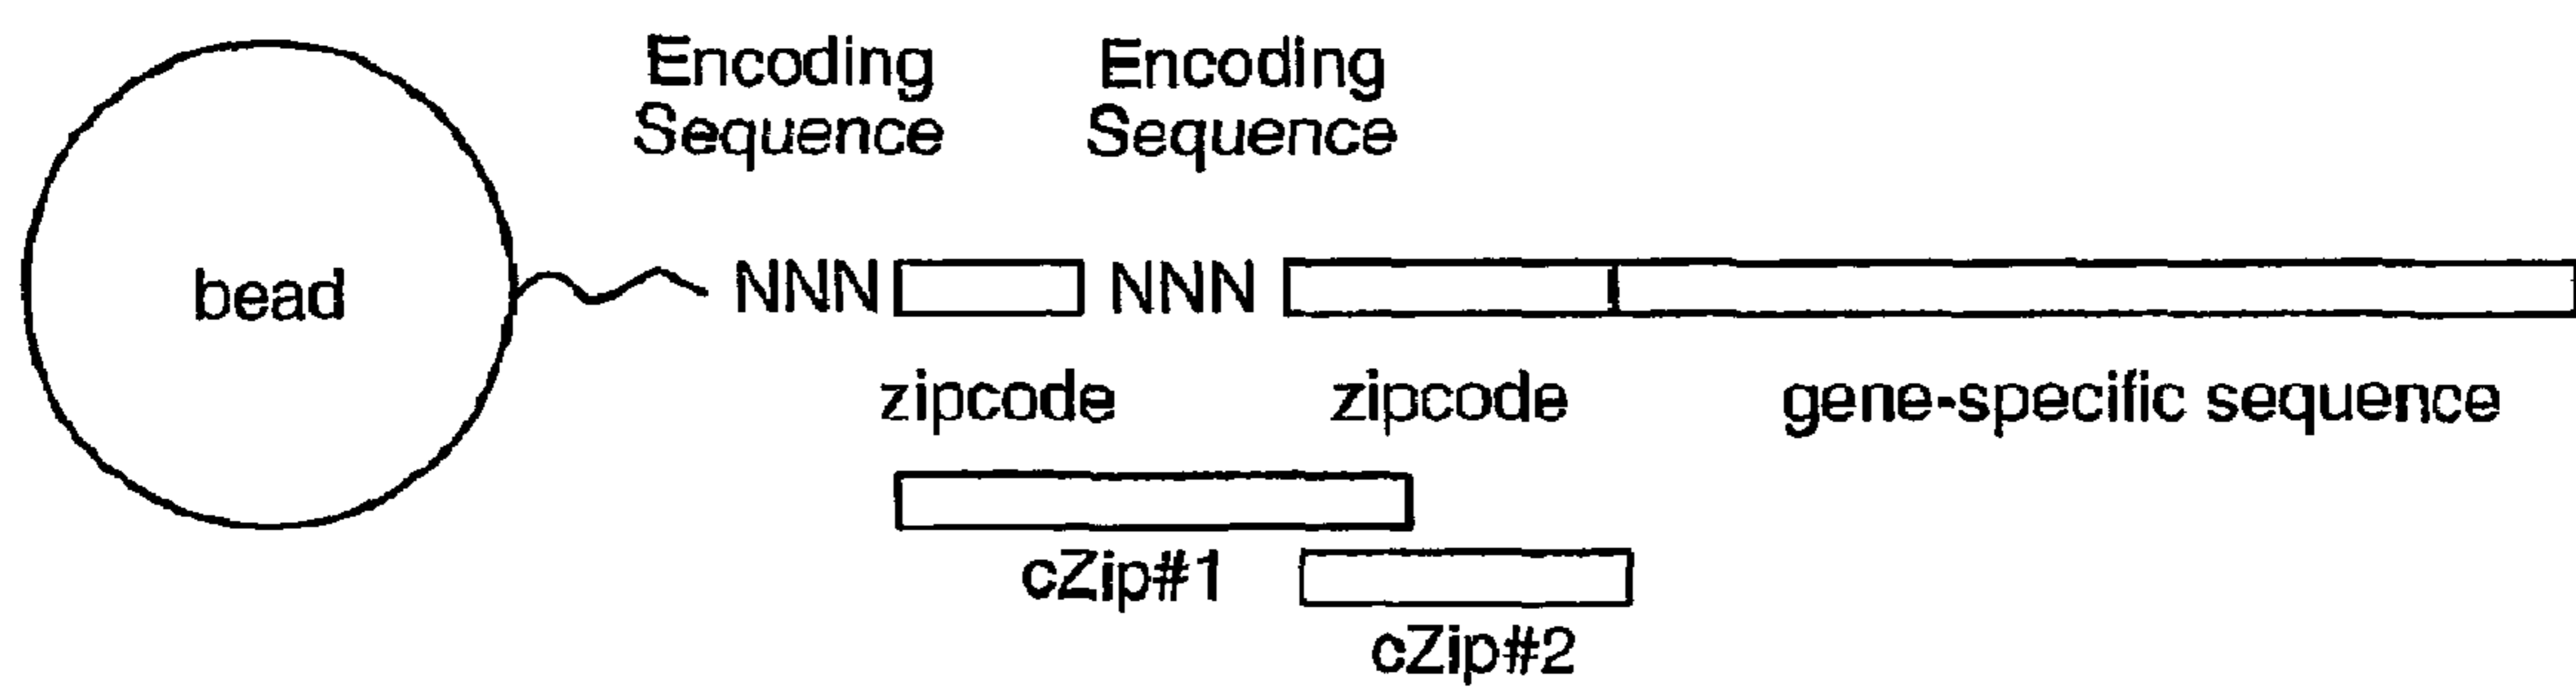 Encoding Encoding
Sequence Sequence
bead NNN NNN
zipcode zipcode gene-specific sequence
cZip#1
cZip#2